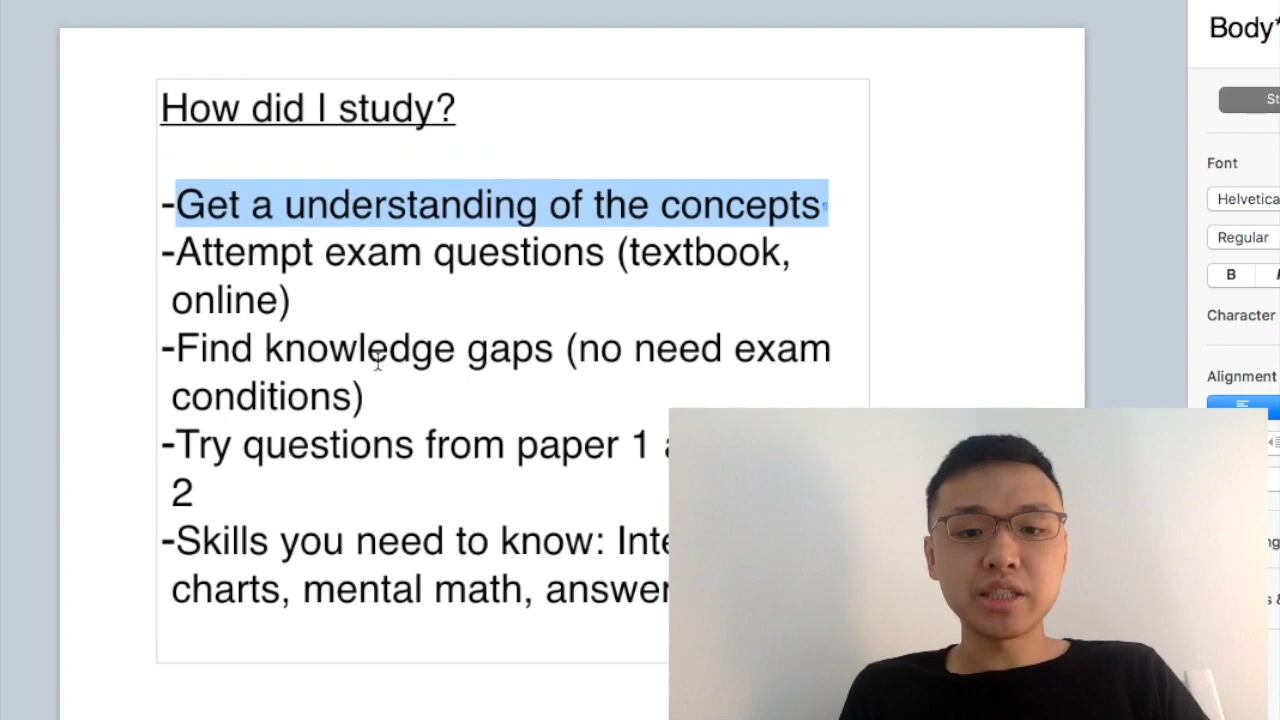 How did I study?
-Get a understanding of the concepts
-Attempt exam questions (textbook,
online)
-Find knowledge gaps (no need exam
conditions)
-Try questions from paper 1
2
-Skills you need to know:
charts, mental math, answer
Body*
Font
Helvetica
Regular
B
Character
Alignment